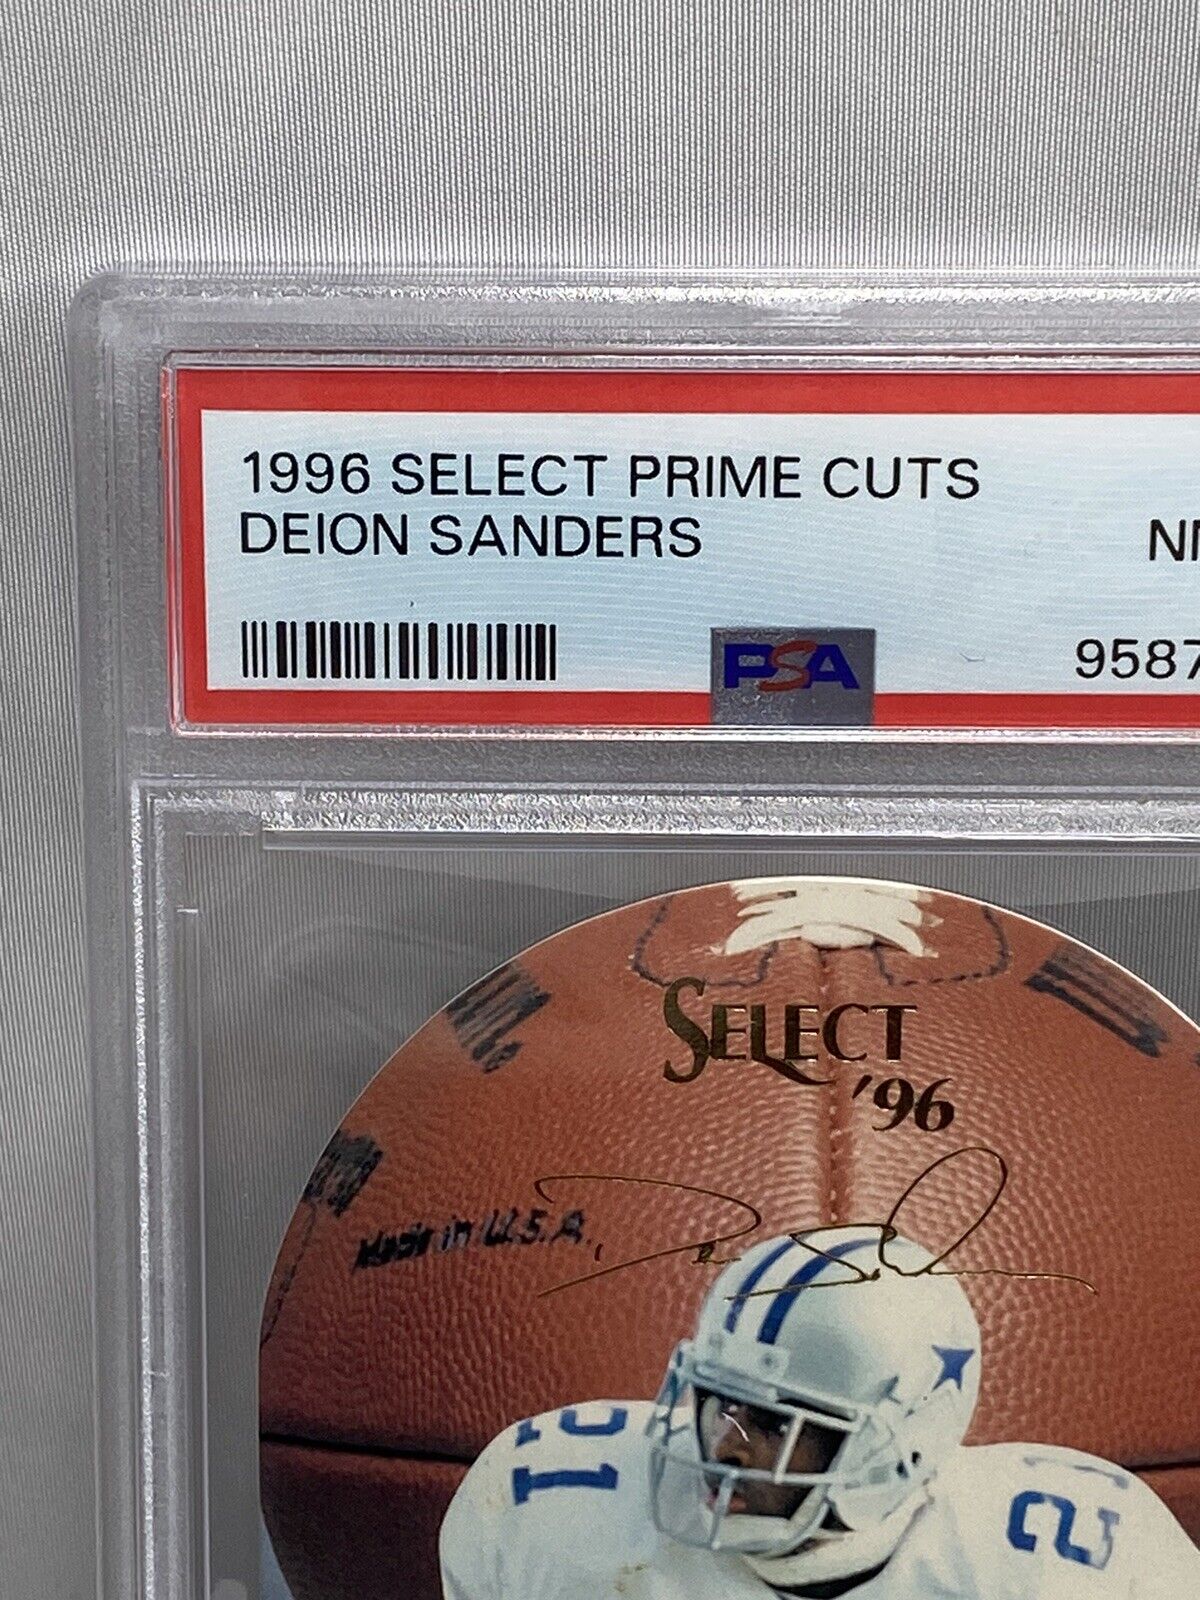 1996 SELECT PRIME CUTS
DEION SANDERS
NM
PSA
9587
SELECT
'96
Made in U.S.A.
21
21